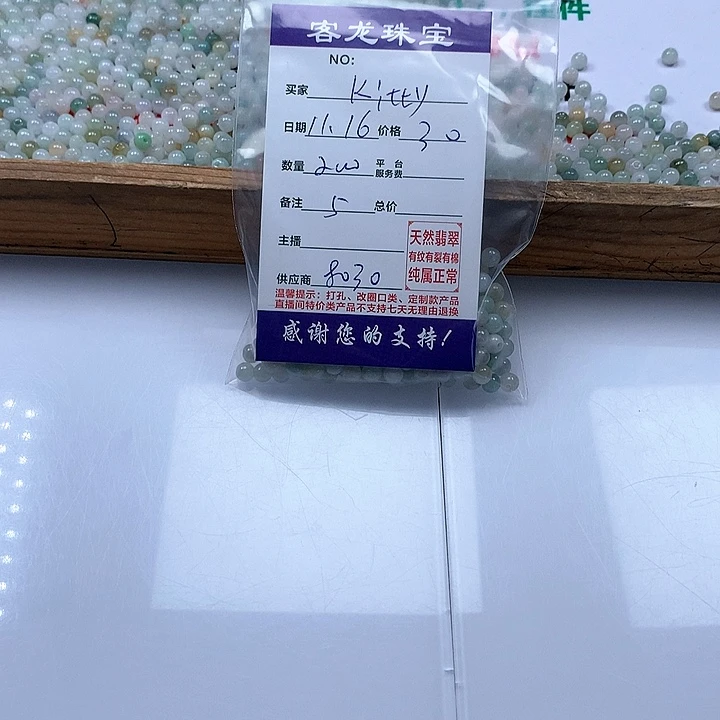 客龙珠宝
NO:
买家 Kitty
日期 11.16 价格 30
数量 200 平台服务费
备注 5 总价
主播
天然翡翠
有纹有裂有棉
纯属正常
供应商 8030
温馨提示：打孔、改圈口类、定制款产品
直播间特价类产品不支持七天无理由退换
感谢您的支持！